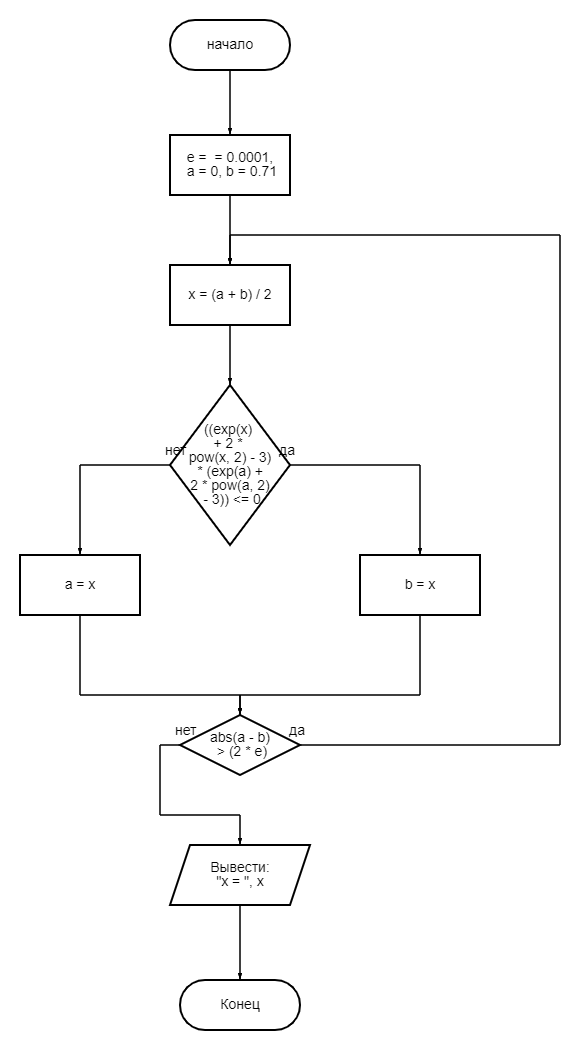 начало
e =  = 0.0001,
a = 0, b = 0.71
x = (a + b) / 2
((exp(x)
+ 2 *
pow(x, 2) - 3)
* (exp(a) +
2 * pow(a, 2)
- 3)) <= 0
нет
да
a = x
b = x
нет
да
abs(a - b)
> (2 * e)
Вывести:
"x = ", x
Конец